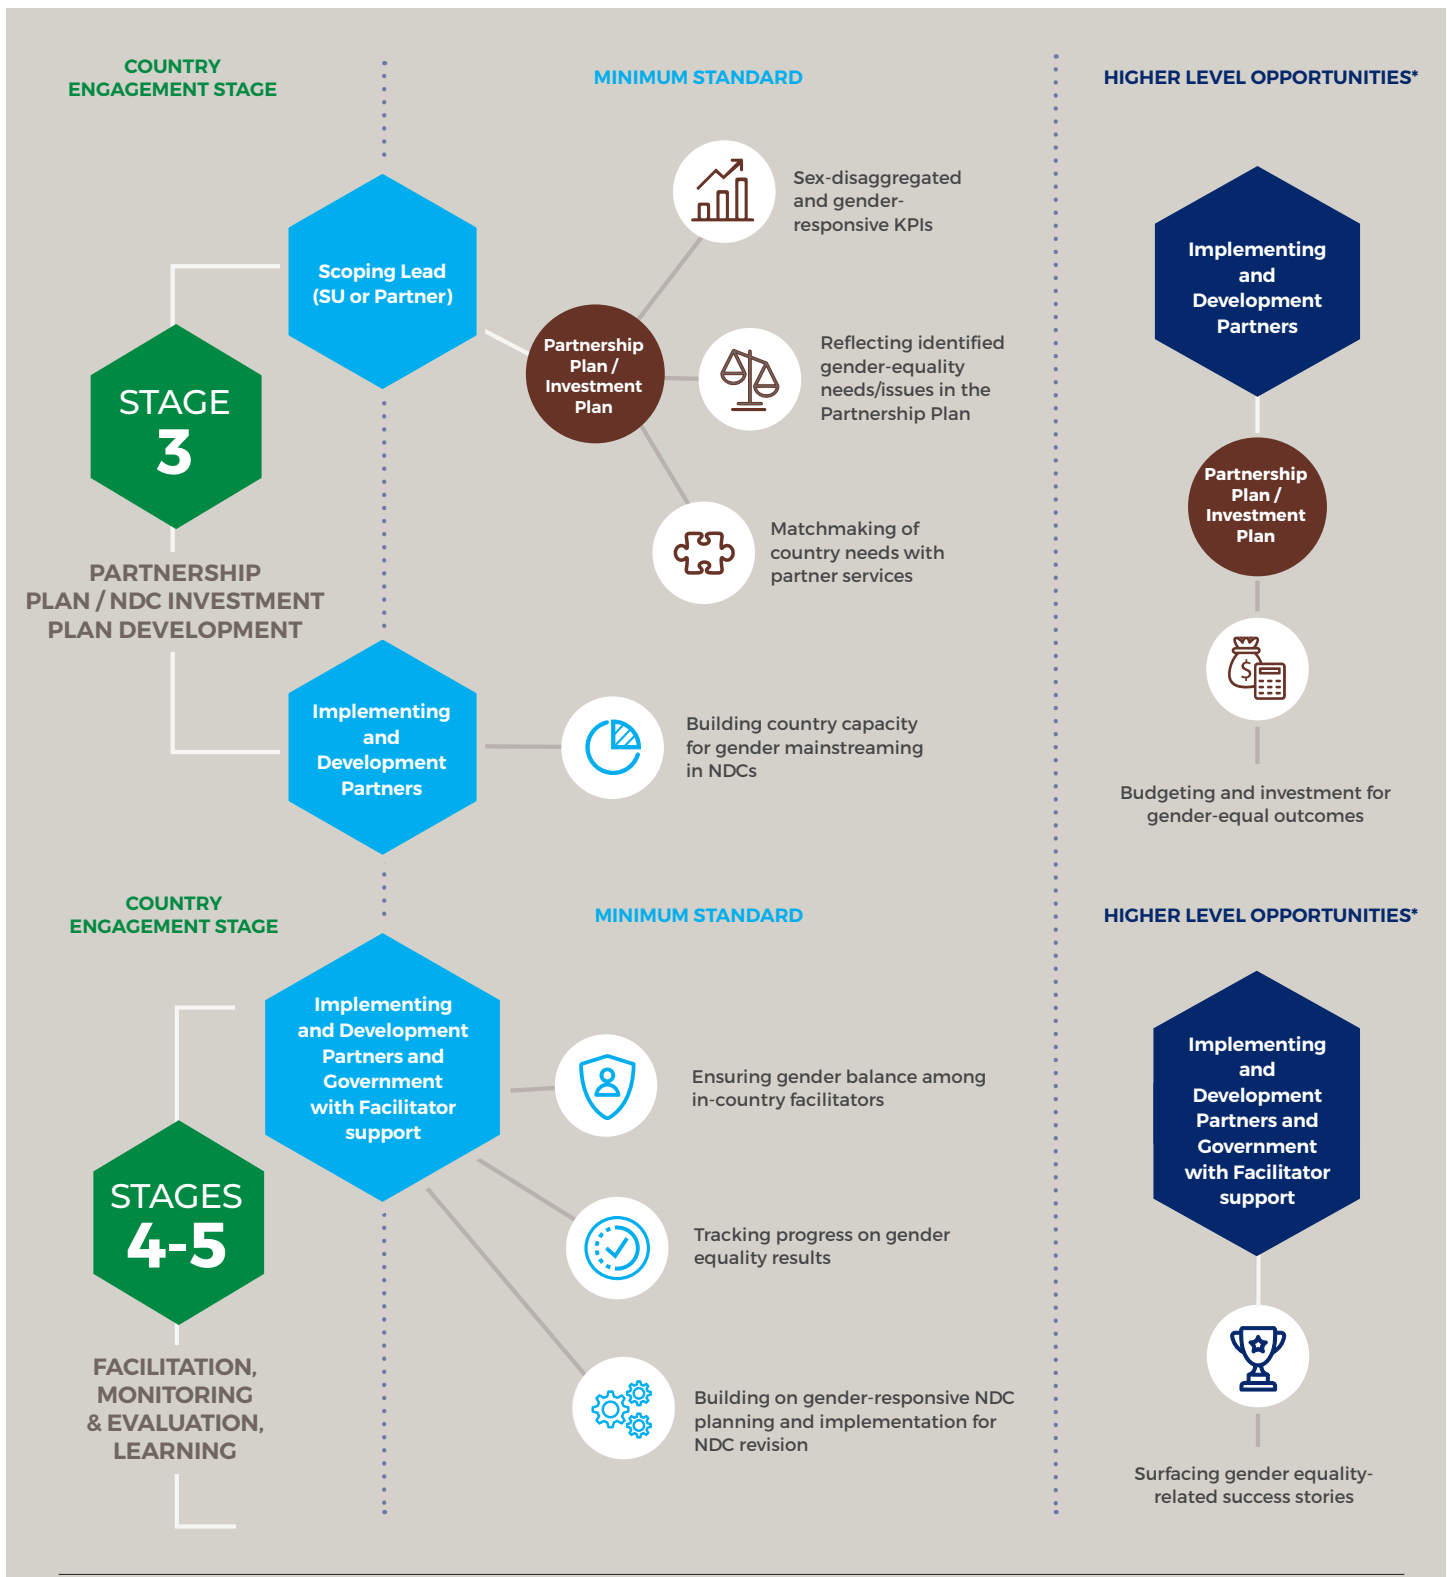 COUNTRY
ENGAGEMENT STAGE
MINIMUM STANDARD
HIGHER LEVEL OPPORTUNITIES*
STAGE
3
PARTNERSHIP
PLAN / NDC INVESTMENT
PLAN DEVELOPMENT
Scoping Lead
(SU or Partner)
Partnership
Plan /
Investment
Plan
Sex-disaggregated
and gender-
responsive KPIs
Reflecting identified
gender-equality
needs/issues in the
Partnership Plan
Matchmaking of
country needs with
partner services
Implementing
and
Development
Partners
Building country capacity
for gender mainstreaming
in NDCs
Implementing
and
Development
Partners
Partnership
Plan /
Investment
Plan
$
Budgeting and investment for
gender-equal outcomes
COUNTRY
ENGAGEMENT STAGE
MINIMUM STANDARD
HIGHER LEVEL OPPORTUNITIES*
STAGES
4-5
FACILITATION,
MONITORING
& EVALUATION,
LEARNING
Implementing
and Development
Partners and
Government
with Facilitator
support
Ensuring gender balance among
in-country facilitators
Tracking progress on gender
equality results
Building on gender-responsive NDC
planning and implementation for
NDC revision
Implementing
and
Development
Partners and
Government
with Facilitator
support
Surfacing gender equality-
related success stories